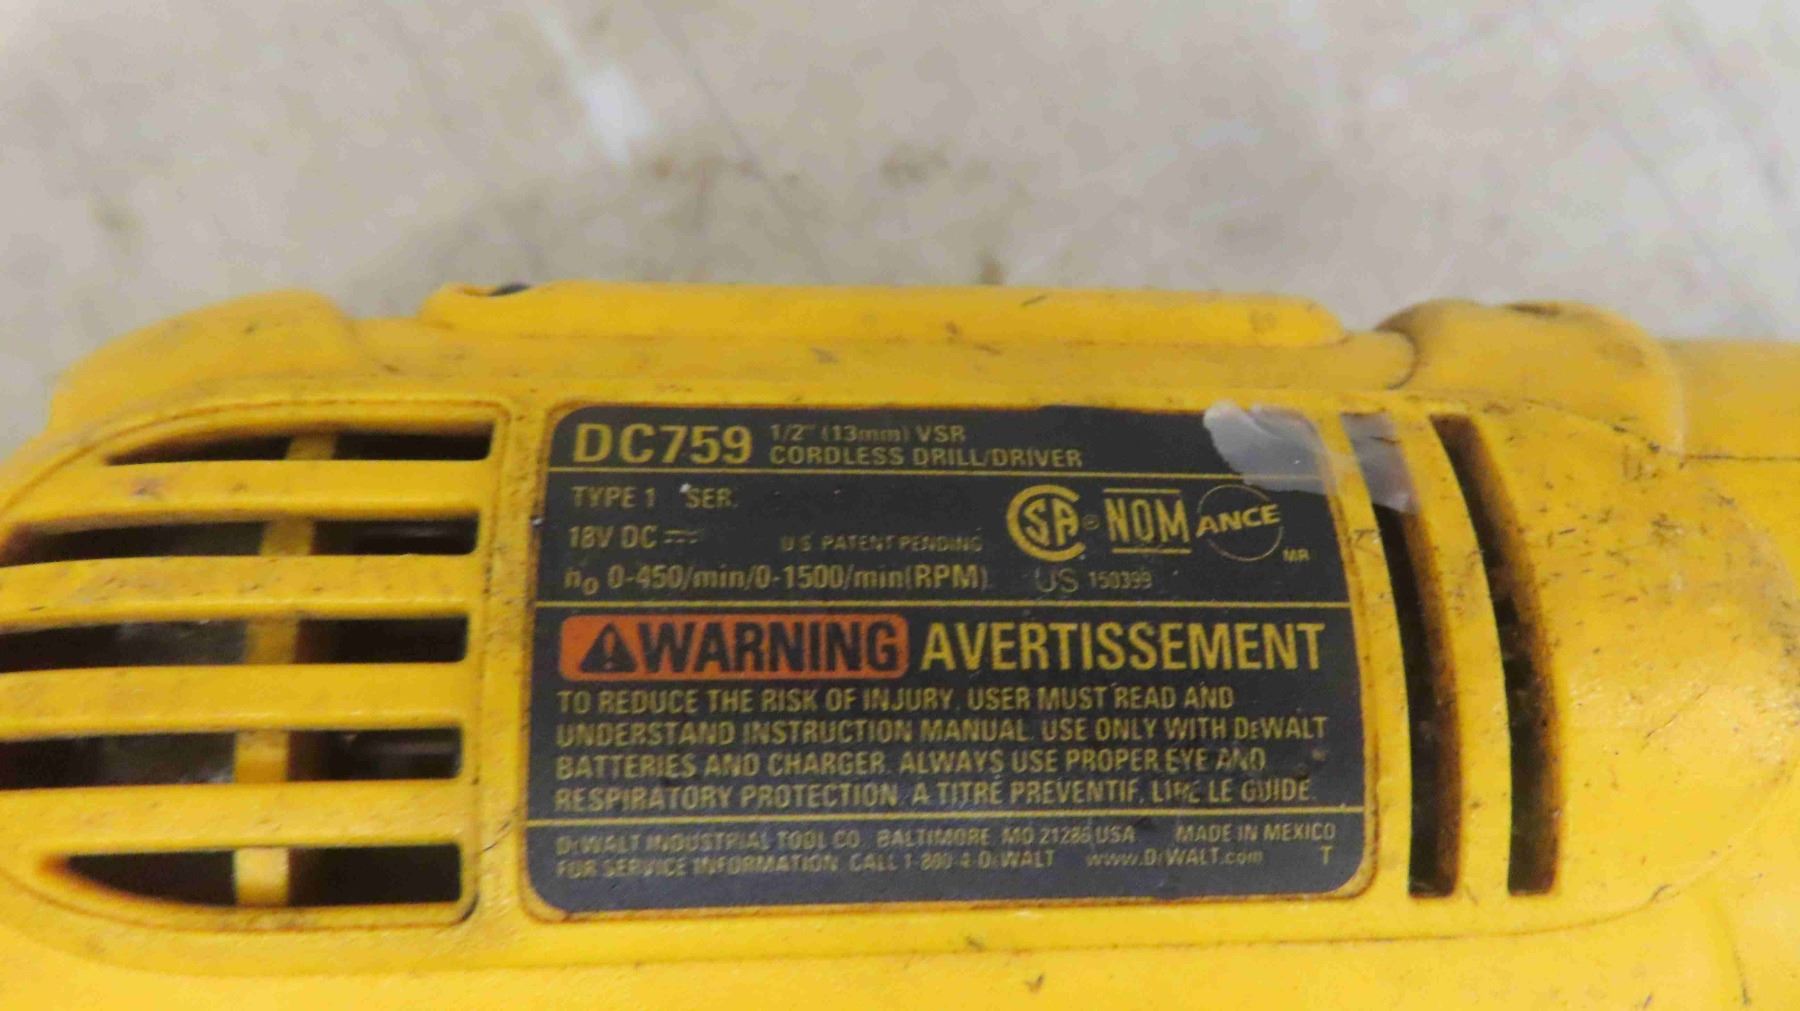 DC759 1/2" (13mm) VSR
CORDLESS DRILL/DRIVER
TYPE 1 SER.
18V DC U.S. PATENT PENDING
n0 0-450/min/0-1500/min(RPM)
SA® NOM ANCE MR
US 150399
WARNING AVERTISSEMENT
TO REDUCE THE RISK OF INJURY, USER MUST READ AND
UNDERSTAND INSTRUCTION MANUAL. USE ONLY WITH DEWALT
BATTERIES AND CHARGER. ALWAYS USE PROPER EYE AND
RESPIRATORY PROTECTION. A TITRE PREVENTIF, LIRE LE GUIDE.
DEWALT INDUSTRIAL TOOL CO. BALTIMORE, MD 21286 USA MADE IN MEXICO
FOR SERVICE INFORMATION CALL 1-800-4-DEWALT www.DEWALT.com T